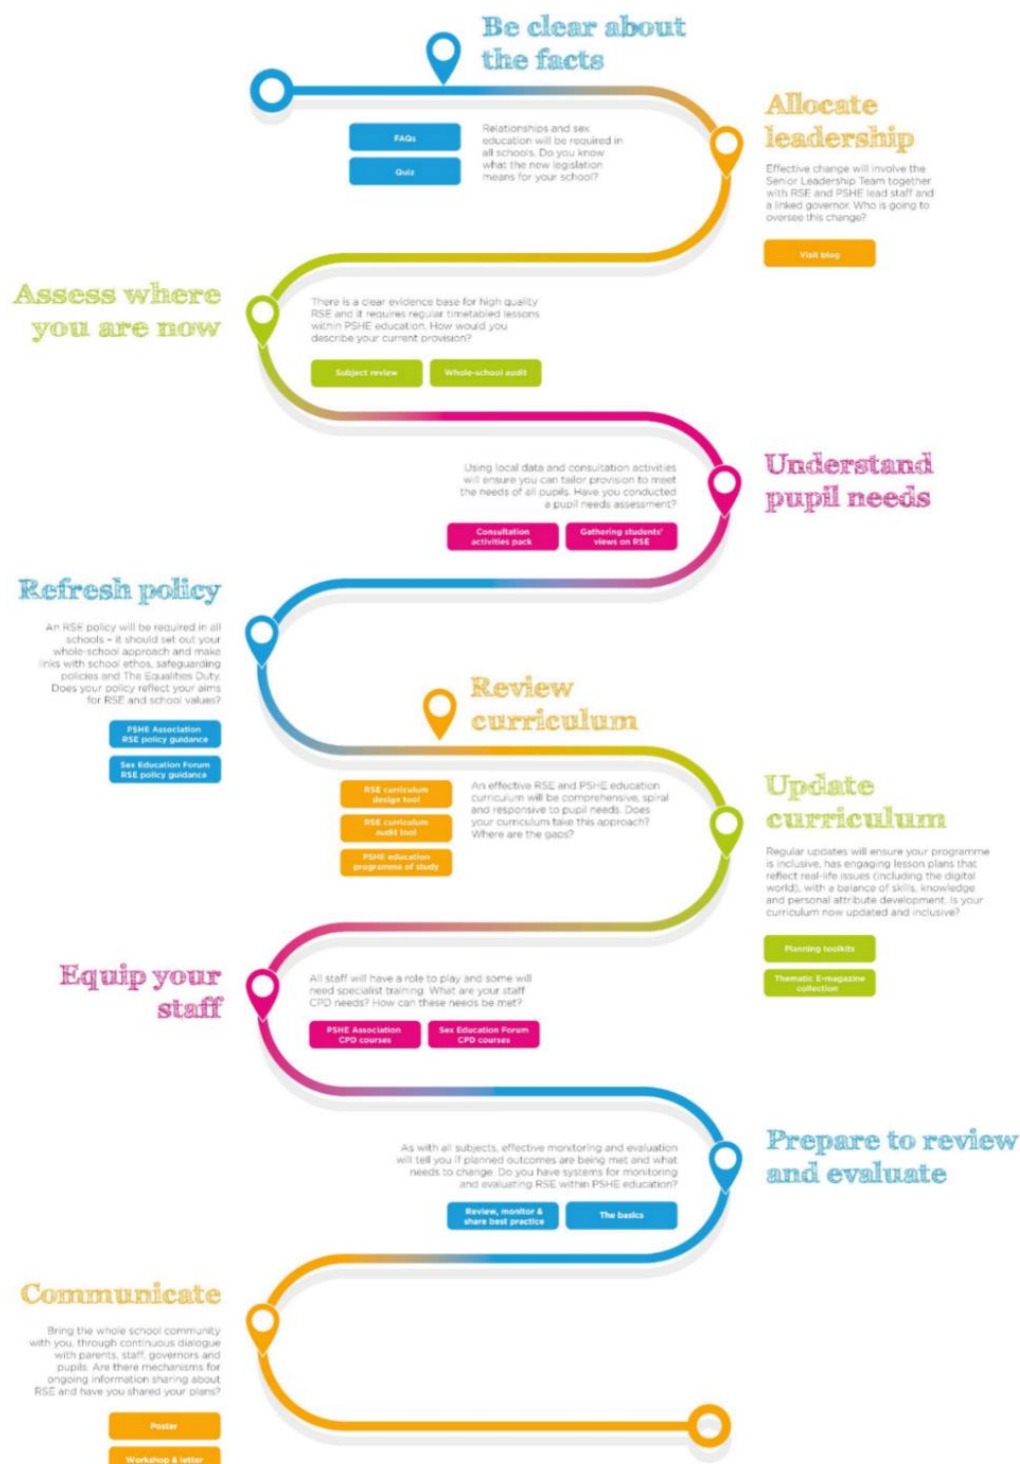 Be clear about
the facts
FAQs
Quiz
Relationships and sex
education will be required in
all schools. Do you know
what the new legislation
means for your school?
Allocate
leadership
Effective change will involve the
Senior Leadership Team together
with RSE and PSHE lead staff and
a linked governor. Who is going to
oversee this change?
Visit blog
Assess where
you are now
There is a clear evidence base for high quality
RSE and it requires regular timetabled lessons
within PSHE education. How would you
describe your current provision?
Subject review
Whole-school audit
Understand
pupil needs
Using local data and consultation activities
will ensure you can tailor provision to meet
the needs of all pupils. Have you conducted
a pupil needs assessment?
Consultation
activities pack
Gathering students'
views on RSE
Refresh policy
An RSE policy will be required in all
schools – it should set out your
whole-school approach and make
links with school ethos, safeguarding
policies and The Equalities Duty.
Does your policy reflect your aims
for RSE and school values?
PSHE Association
RSE policy guidance
Sex Education Forum
RSE policy guidance
Review
curriculum
RSE curriculum
design tool
RSE curriculum
audit tool
PSHE education
programme of study
An effective RSE and PSHE education
curriculum will be comprehensive, spiral
and responsive to pupil needs. Does
your curriculum take this approach?
Where are the gaps?
Update
curriculum
Regular updates will ensure your programme
is inclusive, has engaging lesson plans that
reflect real-life issues (including the digital
world), with a balance of skills, knowledge
and personal attribute development. Is your
curriculum now updated and inclusive?
Planning toolkits
Thematic E-magazine
collection
Equip your
staff
All staff will have a role to play and some will
need specialist training. What are your staff
CPD needs? How can these needs be met?
PSHE Association
CPD courses
Sex Education Forum
CPD courses
Prepare to review
and evaluate
As with all subjects, effective monitoring and evaluation
will tell you if planned outcomes are being met and what
needs to change. Do you have systems for monitoring
and evaluating RSE within PSHE education?
Review, monitor &
share best practice
The basics
Communicate
Bring the whole school community
with you, through continuous dialogue
with parents, staff, governors and
pupils. Are there mechanisms for
ongoing information sharing about
RSE and have you shared your plans?
Poster
Workshop & letter